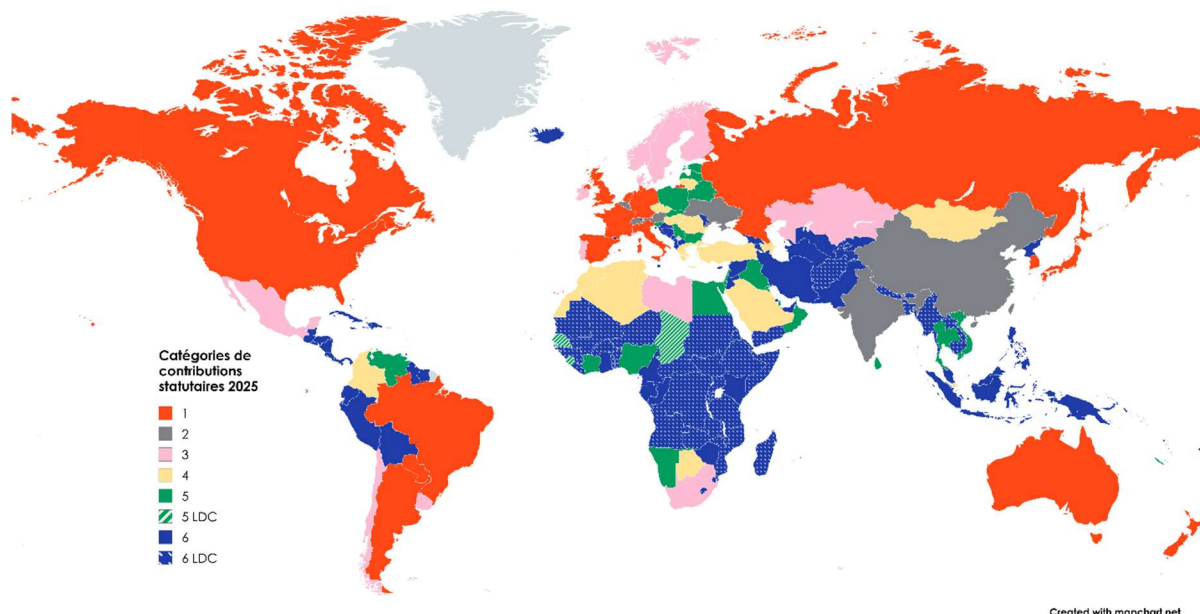 Catégories de
contributions
statutaires 2025
1
2
3
4
5
5 LDC
6
6 LDC
Created with mapchart.net